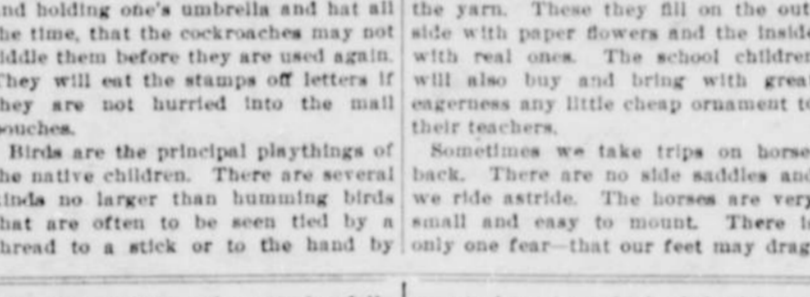 nd holding one's umbrella and hat all
he time, that the cockroaches may not
iddle them before they are used again.
They will eat the stamps off letters if
hey are not hurried into the mail
ouches.
Birds are the principal playthings of
he native children. There are several
inds no larger than humming birds
hat are often to be seen tied by a
hread to a stick or to the hand by
the yarn. These they fill on the out
side with paper flowers and the inside
with real ones. The school children
will also buy and bring with grea
eagerness any little cheap ornament to
their teachers.
Sometimes we take trips on horse
back. There are no side saddles and
we ride astride. The horses are very
small and easy to mount. There is
only one fear—that our feet may drag